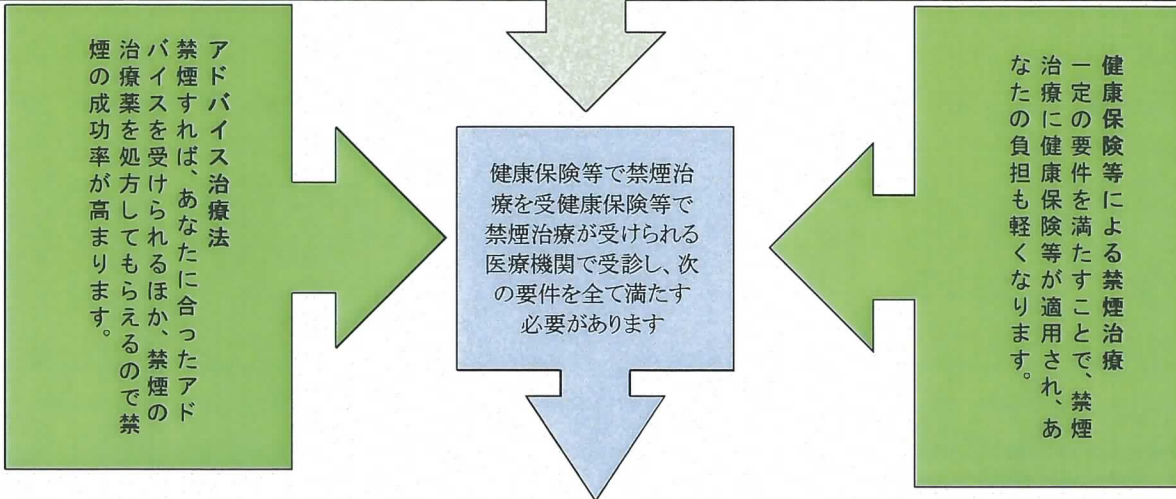 健康保険等による禁煙治療
一定の要件を満たすことで、禁煙
治療に健康保険等が適用され、あ
なたの負担も軽くなります。
健康保険等で禁煙治
療を受健康保険等で
禁煙治療が受けられる
医療機関で受診し、次
の要件を全て満たす
必要があります
アドバイス治療法
禁煙すれば、あなたに合ったアド
バイスを受けられるほか、禁煙の
治療薬を処方してもらえるので禁
煙の成功率が高まります。